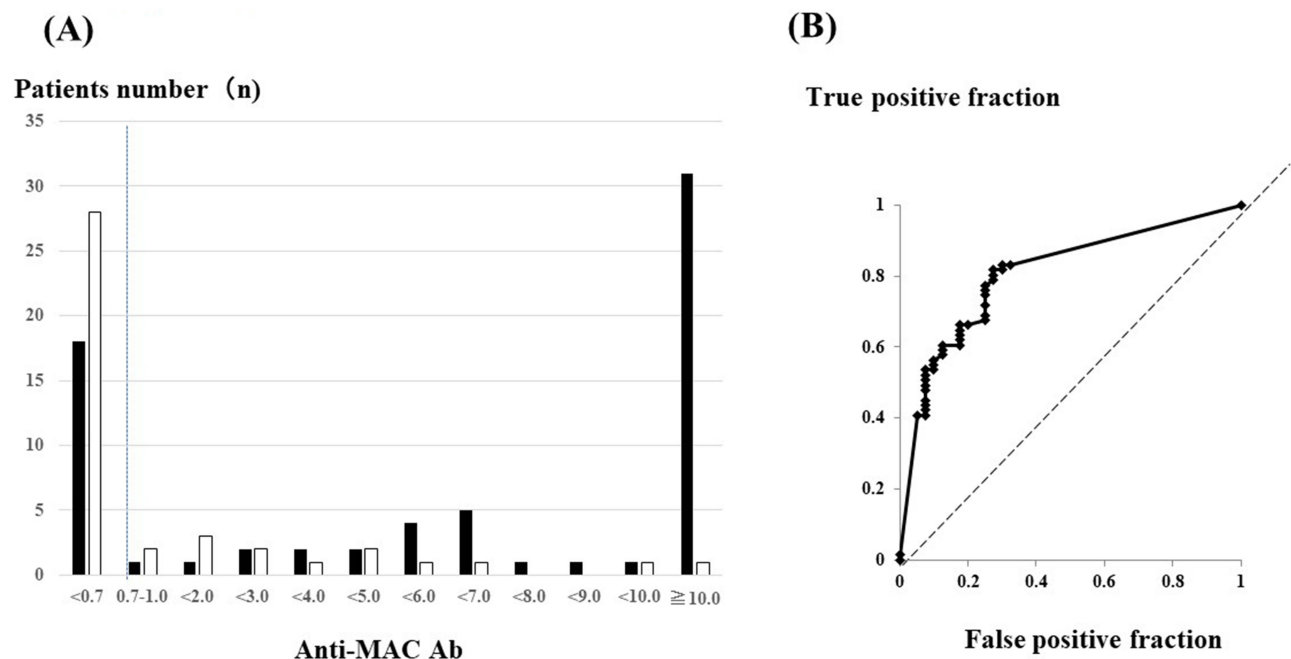 (A)
Patients number（n)
35
30
25
20
15
10
5
0
<0.7 0.7-1.0 <2.0 <3.0 <4.0 <5.0 <6.0 <7.0 <8.0 <9.0 <10.0 ≧10.0
Anti-MAC Ab
(B)
True positive fraction
1
0.8
0.6
0.4
0.2
0
0 0.2 0.4 0.6 0.8 1
False positive fraction